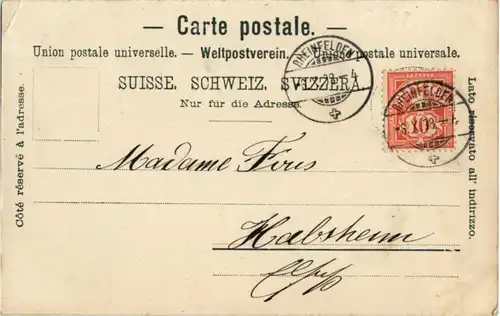 — Carte postale. —
Union postale universelle. — Weltpostverein. — Unione postale universale.
SUISSE. SCHWEIZ. SVIZZERA.
Nur für die Adresse.
Côté réservé à l'adresse.
Lato riservato all' indirizzo.
RHEINFELDEN
RHEINFELDEN
10
Madame
Habsheim